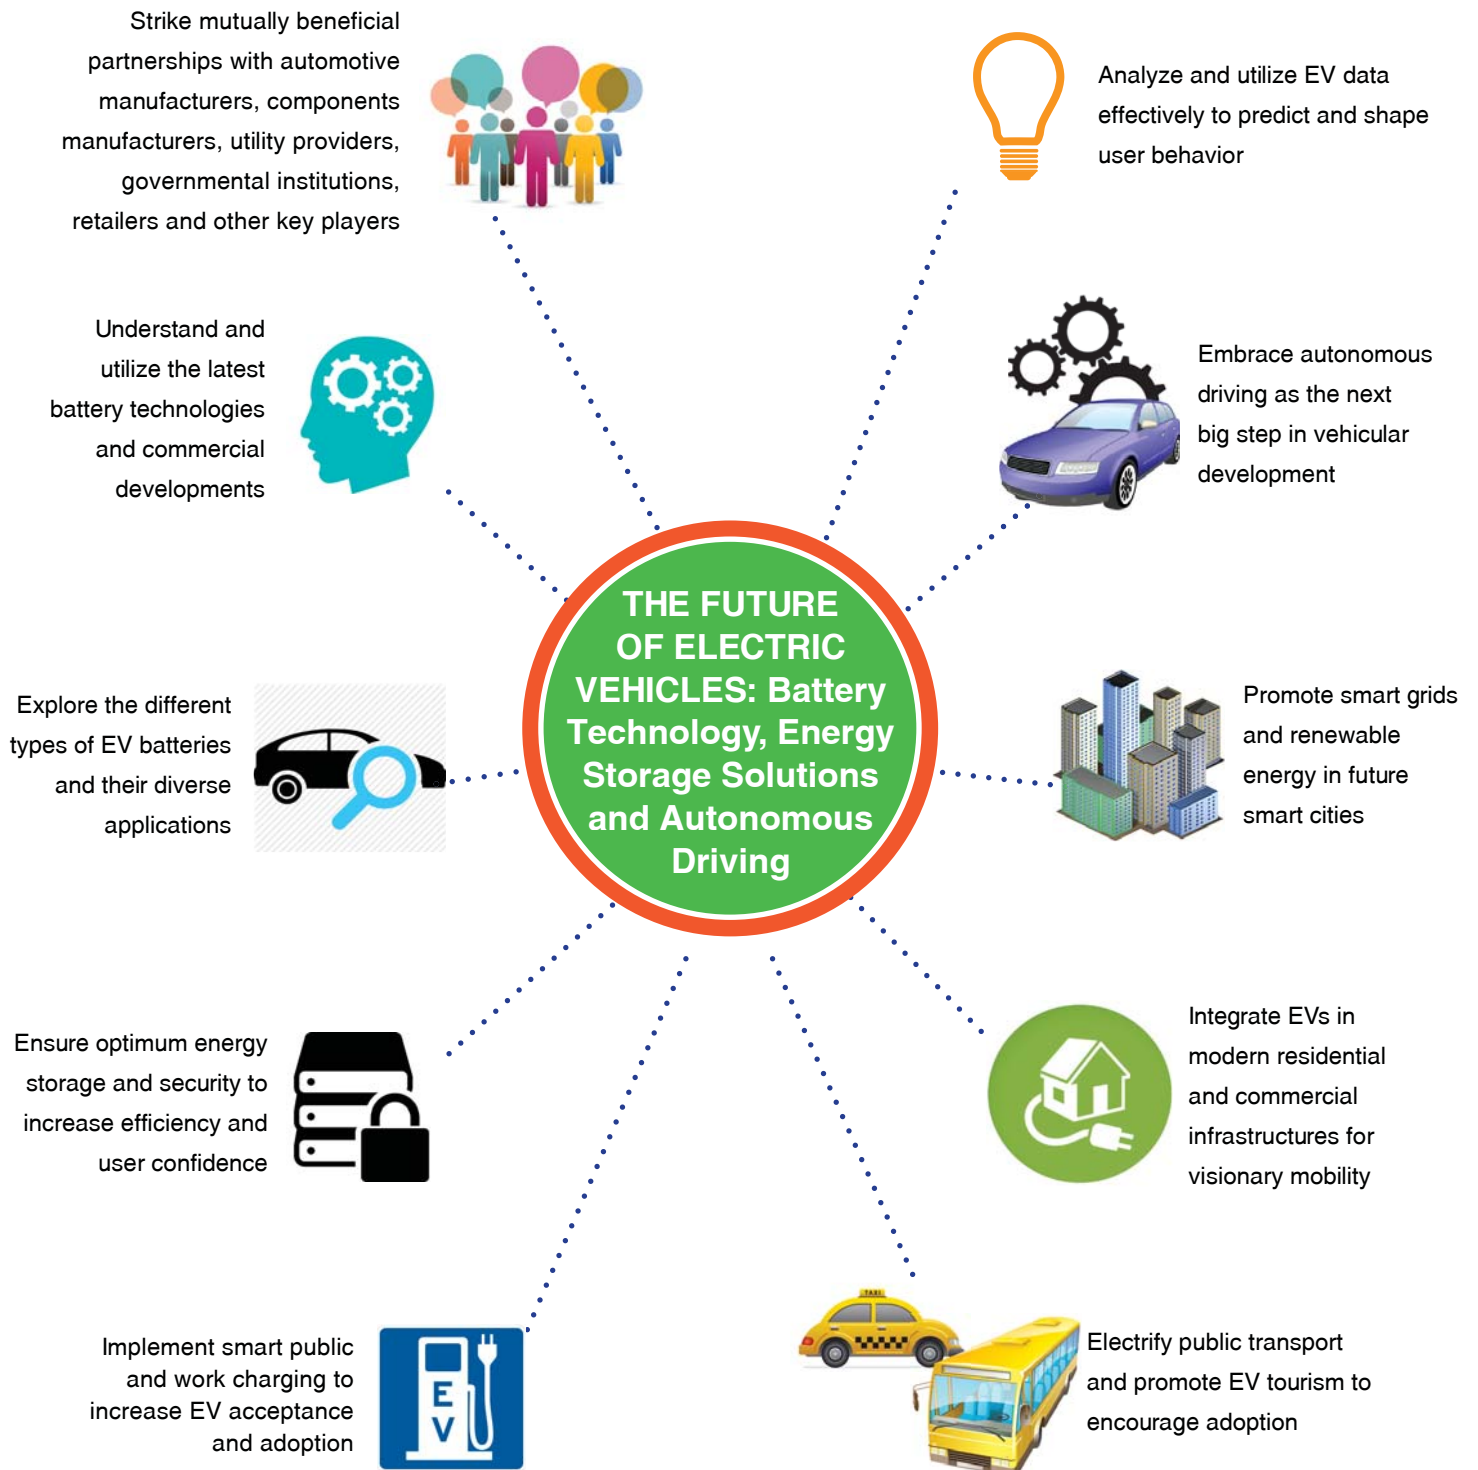 Strike mutually beneficial
partnerships with automotive
manufacturers, components
manufacturers, utility providers,
governmental institutions,
retailers and other key players
Analyze and utilize EV data
effectively to predict and shape
user behavior
Understand and
utilize the latest
battery technologies
and commercial
developments
Embrace autonomous
driving as the next
big step in vehicular
development
THE FUTURE
OF ELECTRIC
VEHICLES: Battery
Technology, Energy
Storage Solutions
and Autonomous
Driving
Explore the different
types of EV batteries
and their diverse
applications
Promote smart grids
and renewable
energy in future
smart cities
Ensure optimum energy
storage and security to
increase efficiency and
user confidence
Integrate EVs in
modern residential
and commercial
infrastructures for
visionary mobility
Implement smart public
and work charging to
increase EV acceptance
and adoption
E
V
TAXI
Electrify public transport
and promote EV tourism to
encourage adoption